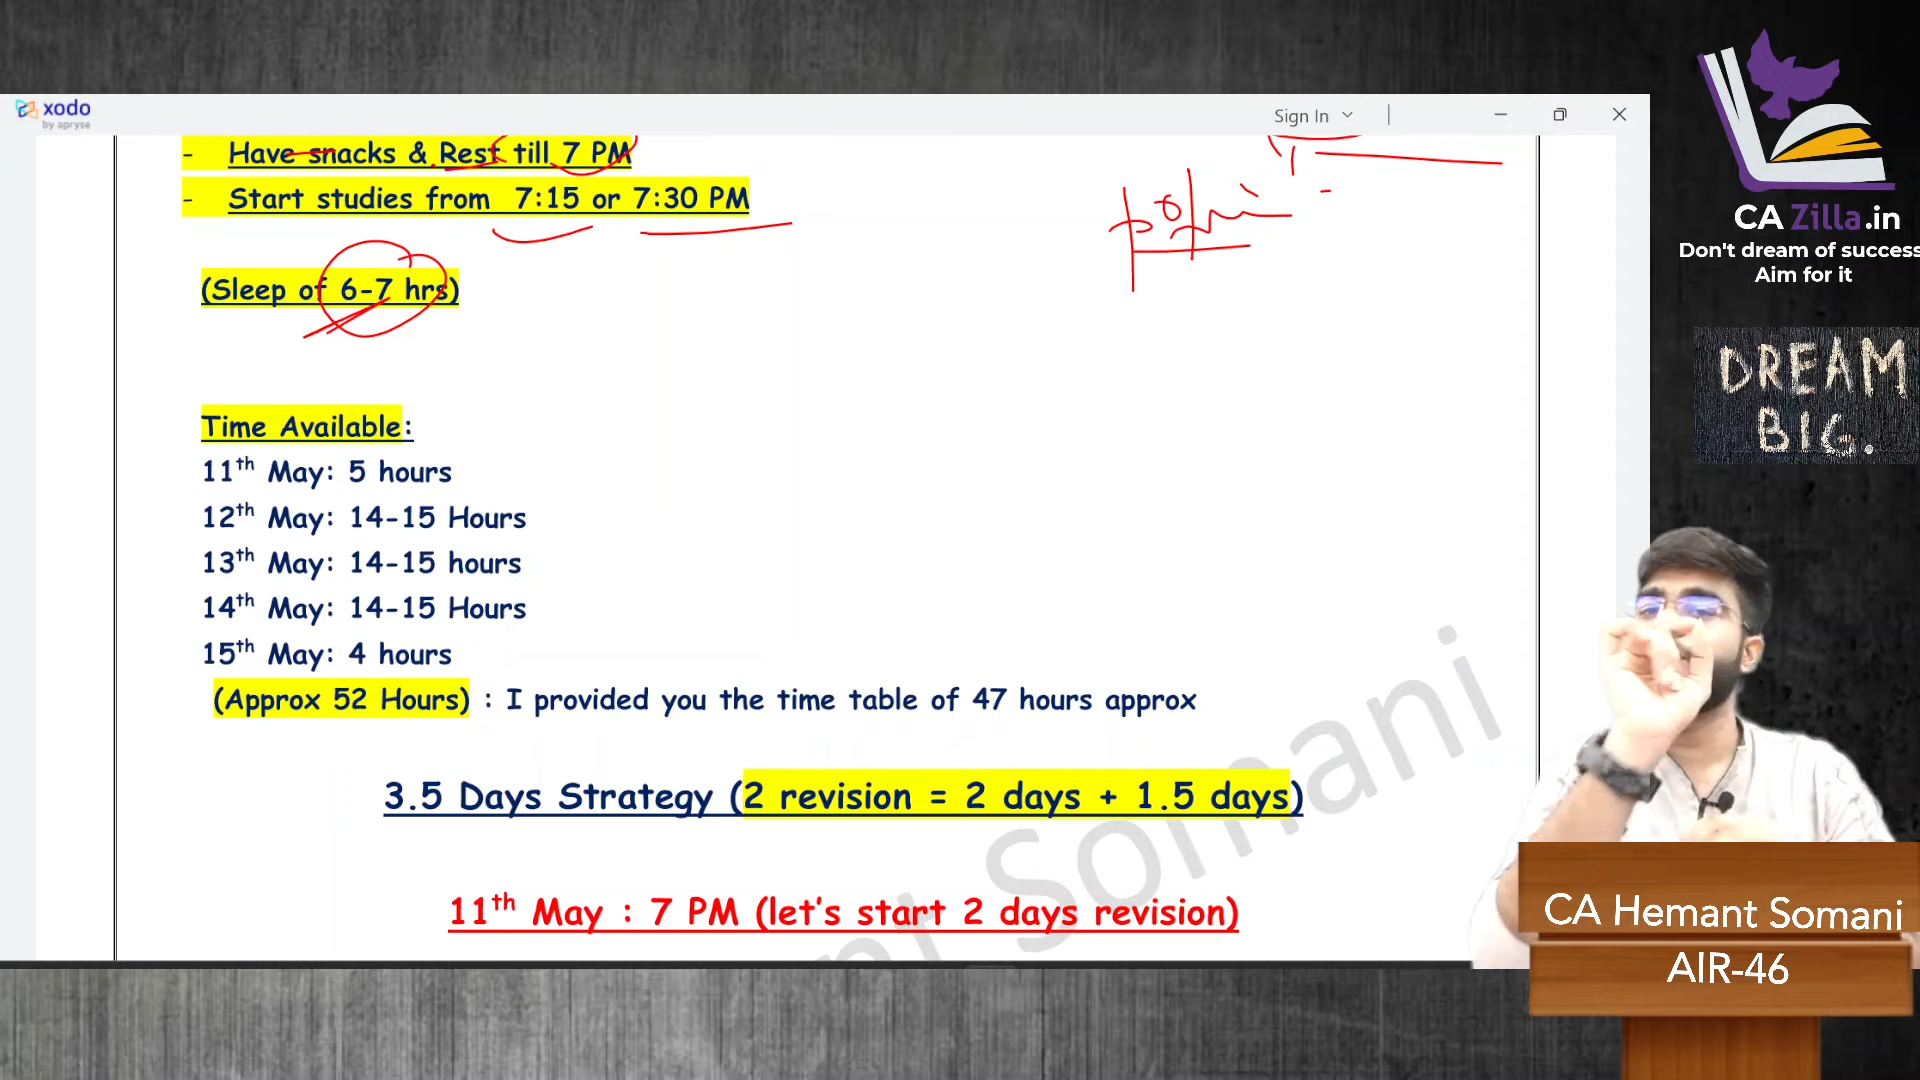 xodo
by apryse
Sign In
- Have snacks & Rest till 7 PM
- Start studies from 7:15 or 7:30 PM
(Sleep of 6-7 hrs)
Time Available:
11th May: 5 hours
12th May: 14-15 Hours
13th May: 14-15 hours
14th May: 14-15 Hours
15th May: 4 hours
(Approx 52 Hours) : I provided you the time table of 47 hours approx
3.5 Days Strategy (2 revision = 2 days + 1.5 days)
11th May : 7 PM (let's start 2 days revision)
Somani
CA Zilla.in
Don't dream of success
Aim for it
DREAM
BIG.
CA Hemant Somani
AIR-46